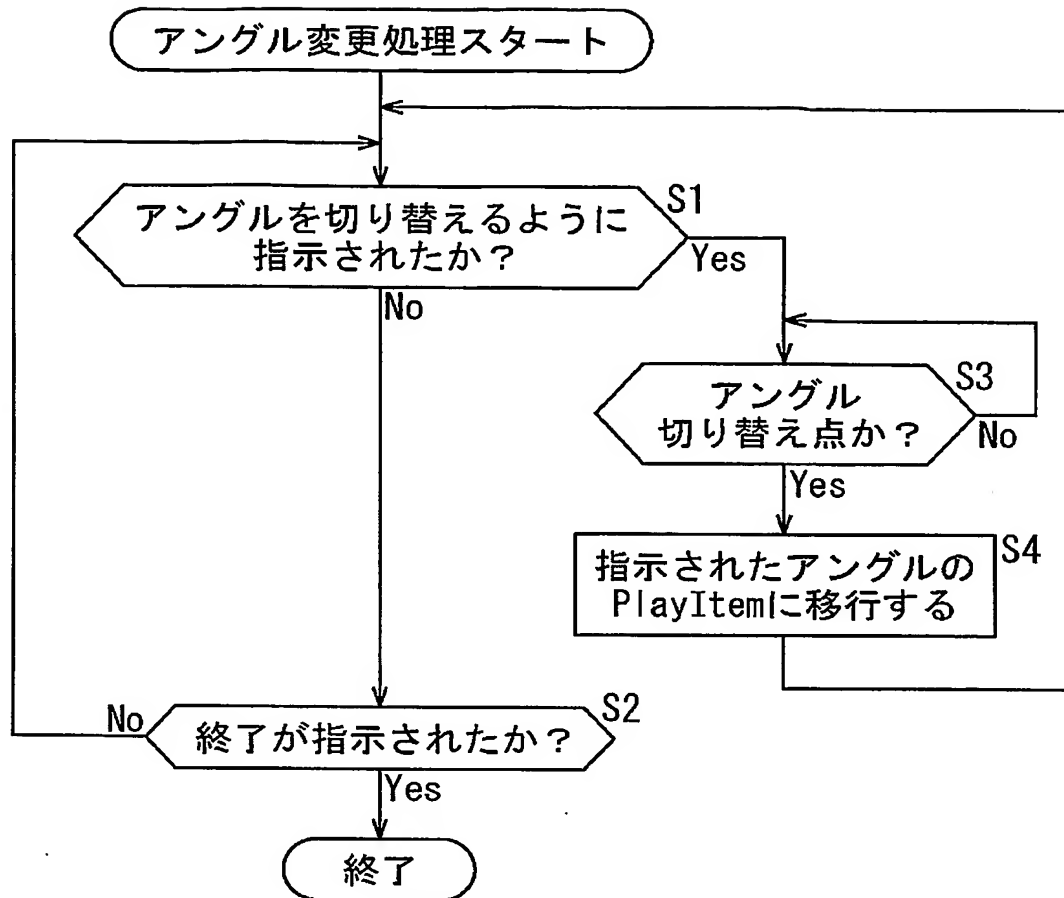 アングル変更処理スタート
アングルを切り替えるように
指示されたか？
S1
Yes
No
アングル
切り替え点か？
S3
No
Yes
指示されたアングルの
PlayItemに移行する
S4
終了が指示されたか？
S2
No
Yes
終了